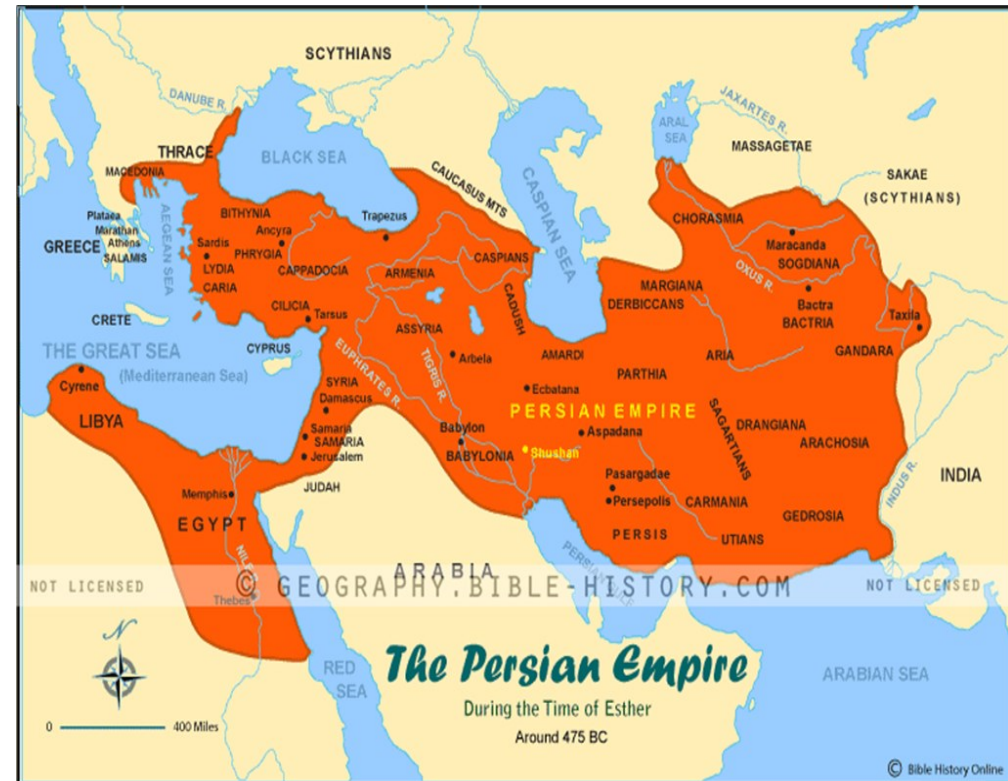 SCYTHIANS
DANUBE R.
THRACE
BLACK SEA
CASPIAN SEA
ARAL SEA
JAXARTES R.
MASSAGETAE
SAKAE
(SCYTHIANS)
MACEDONIA
CAUCASUS MTS
AEGEAN SEA
Plataea
Marathan
Athens
SALAMIS
GREECE
BITHYNIA
Ancyra
Trapezus
Sardis
PHRYGIA
LYDIA
CAPPADOCIA
CARIA
ARMENIA
CASPIANS
CADUSH
CHORASMIA
Maracanda
SOGDIANA
OXUS R.
MARGIANA
DERBICCANS
Bactra
BACTRIA
Taxila
GANDARA
CILICIA
Tarsus
CRETE
CYPRUS
ASSYRIA
Arbela
AMARDI
ARIA
PARTHIA
THE GREAT SEA
(Mediterranean Sea)
EUPHRATES R.
TIGRIS R.
Cyrene
LIBYA
SYRIA
Damascus
Ecbatana
PERSIAN EMPIRE
SAGARTIANS
DRANGIANA
ARACHOSIA
Samaria
SAMARIA
Jerusalem
JUDAH
Babylon
BABYLONIA
Shushan
Aspadana
INDUS R.
INDIA
Memphis
EGYPT
Pasargadae
Persepolis
CARMANIA
GEDROSIA
PERSIS
UTIANS
ARABIA
PERSIAN GULF
NOT LICENSED
© GEOGRAPHY.BIBLE-HISTORY.COM
NOT LICENSED
Thebes
N
RED SEA
The Persian Empire
During the Time of Esther
Around 475 BC
ARABIAN SEA
0
400 Miles
© Bible History Online